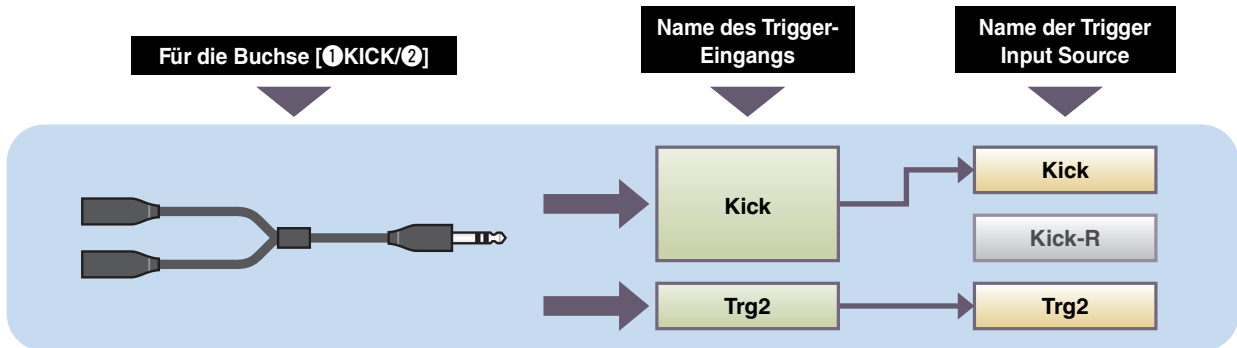 Für die Buchse [❶KICK/❷]
Name des Trigger-
Eingangs
Name der Trigger
Input Source
Kick
Kick
Kick-R
Trg2
Trg2